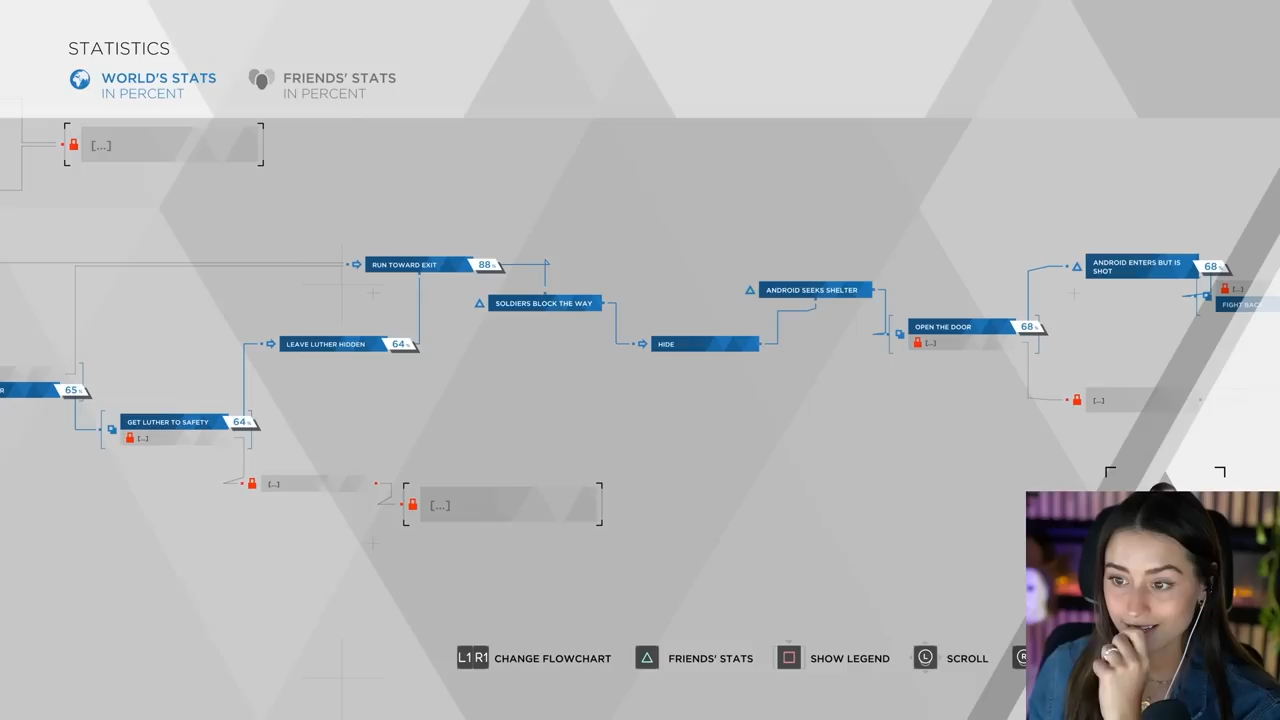 STATISTICS
WORLD'S STATS
IN PERCENT
FRIENDS' STATS
IN PERCENT
[...]
RUN TOWARD EXIT 88%
SOLDIERS BLOCK THE WAY
ANDROID SEEKS SHELTER
ANDROID ENTERS BUT IS
SHOT
68%
[...]
FIGHT BACK
OPEN THE DOOR 68%
[...]
LEAVE LUTHER HIDDEN 64%
HIDE
R 65%
[...]
GET LUTHER TO SAFETY 64%
[...]
[...]
[...]
L1 R1 CHANGE FLOWCHART
FRIENDS' STATS
SHOW LEGEND
L SCROLL
R